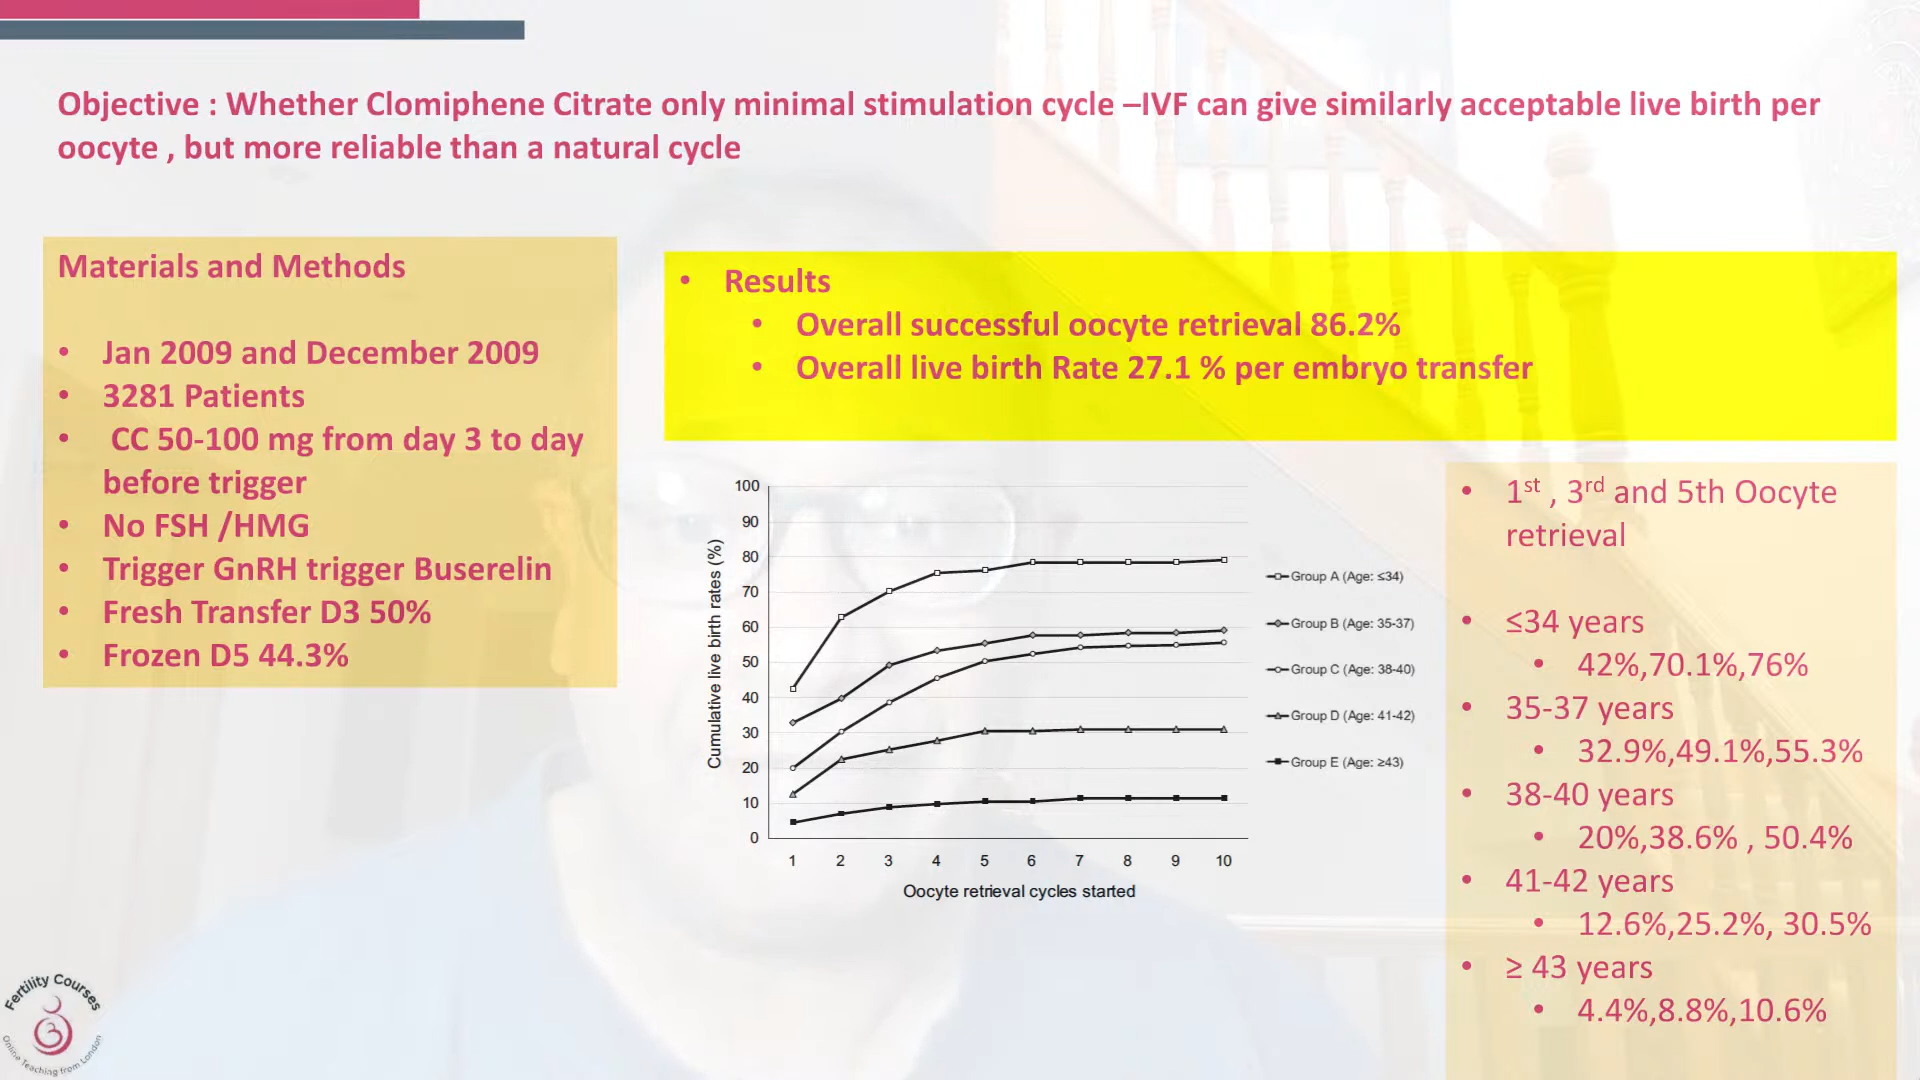 Objective : Whether Clomiphene Citrate only minimal stimulation cycle –IVF can give similarly acceptable live birth per
oocyte , but more reliable than a natural cycle
Materials and Methods
• Jan 2009 and December 2009
• 3281 Patients
• CC 50-100 mg from day 3 to day
before trigger
• No FSH /HMG
• Trigger GnRH trigger Buserelin
• Fresh Transfer D3 50%
• Frozen D5 44.3%
• Results
• Overall successful oocyte retrieval 86.2%
• Overall live birth Rate 27.1 % per embryo transfer
Cumulative live birth rates (%)
100
90
80
70
60
50
40
30
20
10
0
1 2 3 4 5 6 7 8 9 10
Oocyte retrieval cycles started
Group A (Age: ≤34)
Group B (Age: 35-37)
Group C (Age: 38-40)
Group D (Age: 41-42)
Group E (Age: ≥43)
• 1st , 3rd and 5th Oocyte
retrieval
• ≤34 years
• 42%,70.1%,76%
• 35-37 years
• 32.9%,49.1%,55.3%
• 38-40 years
• 20%,38.6% , 50.4%
• 41-42 years
• 12.6%,25.2%, 30.5%
• ≥ 43 years
• 4.4%,8.8%,10.6%
Fertility Courses
Online Teaching from London